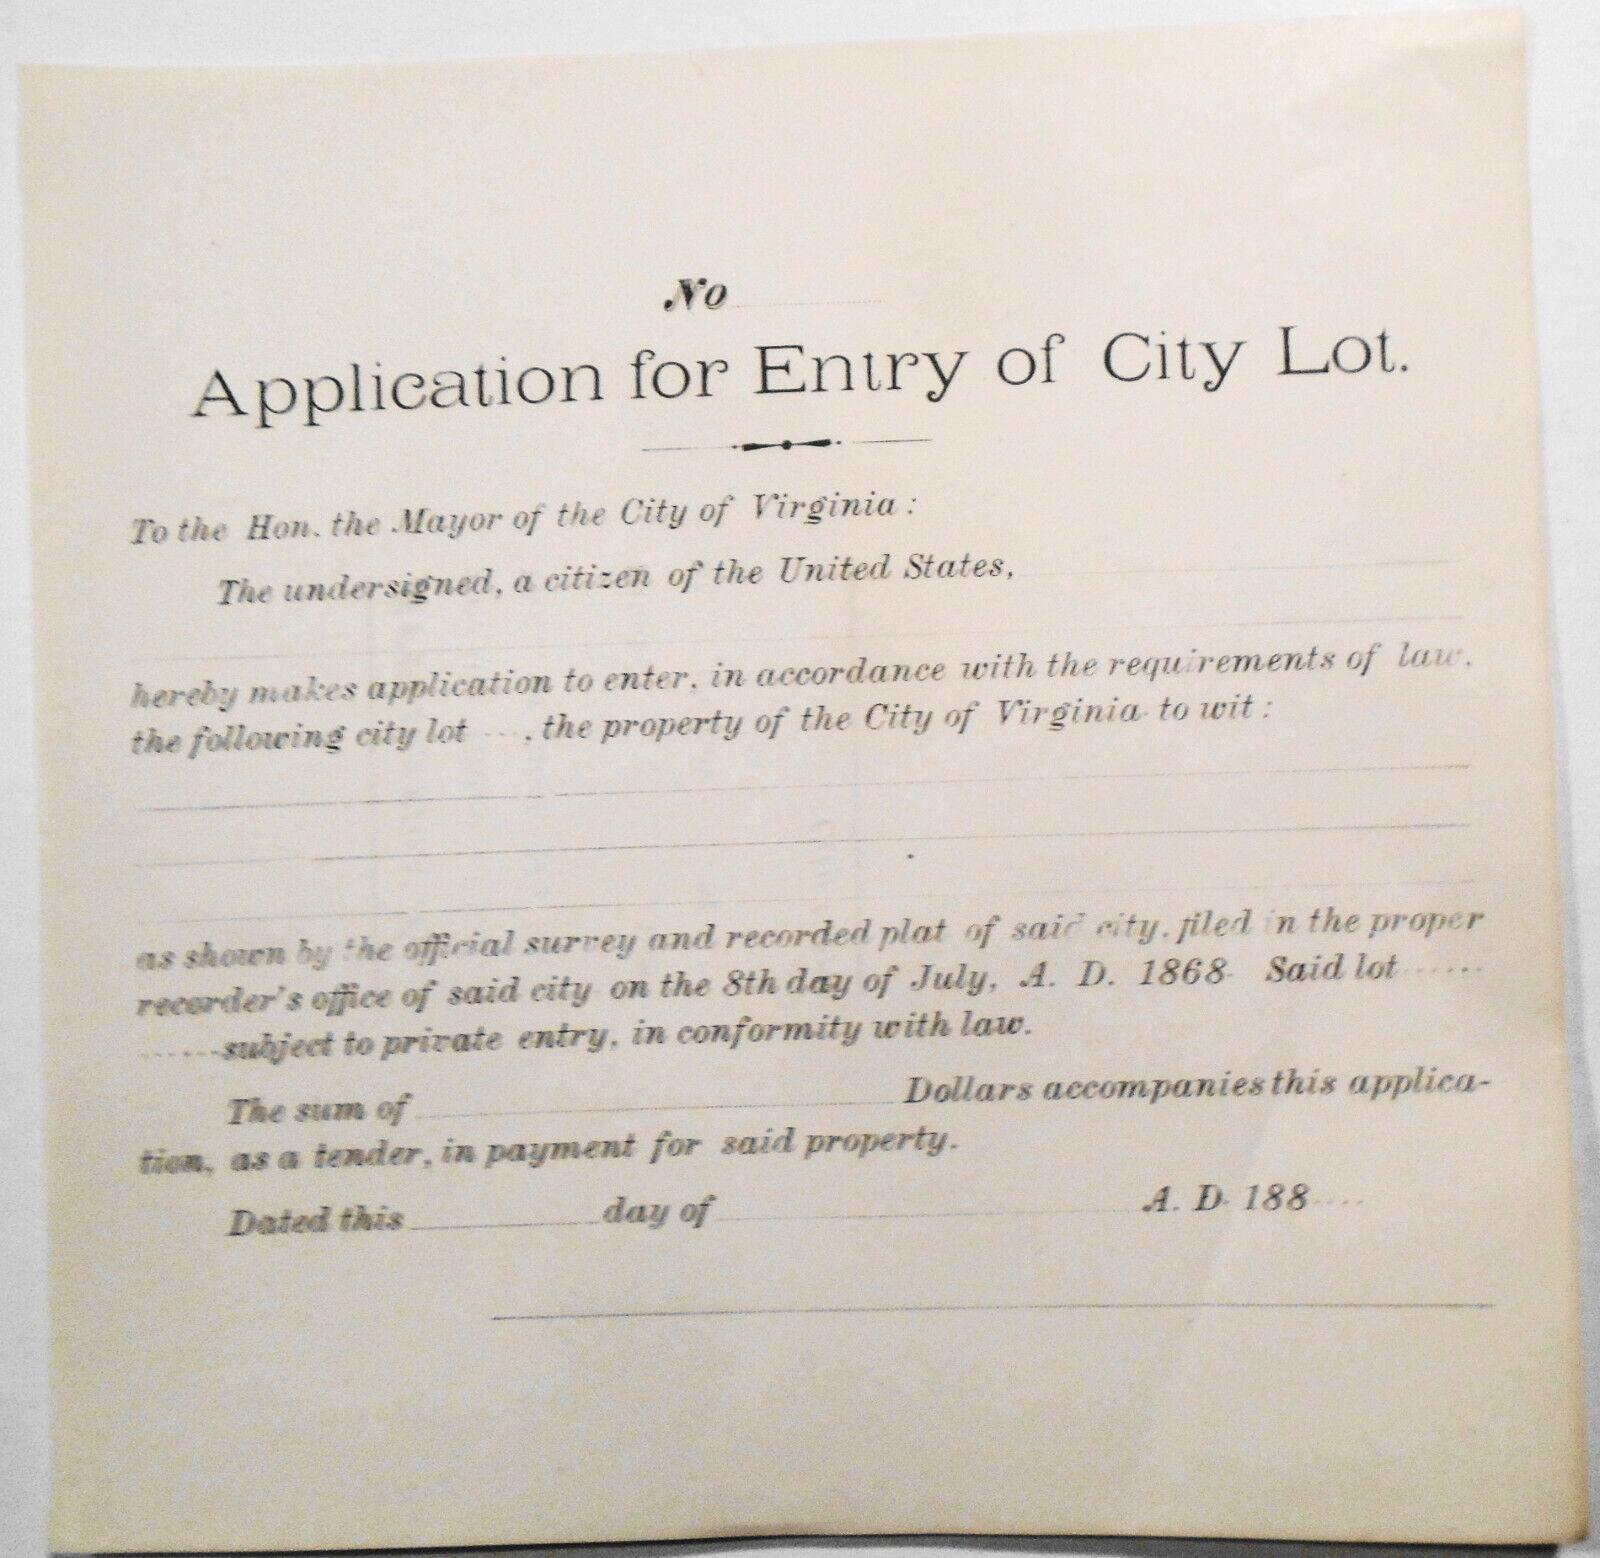 No
Application for Entry of City Lot.
To the Hon. the Mayor of the City of Virginia:
The undersigned, a citizen of the United States,
hereby makes application to enter, in accordance with the requirements of law,
the following city lot ..., the property of the City of Virginia to wit:
as shown by the official survey and recorded plat of said city, filed in the proper
recorder's office of said city on the 8th day of July, A. D. 1868. Said lot ......
......subject to private entry, in conformity with law.
The sum of Dollars accompanies this applica-
tion, as a tender, in payment for said property.
Dated this day of A. D. 188....